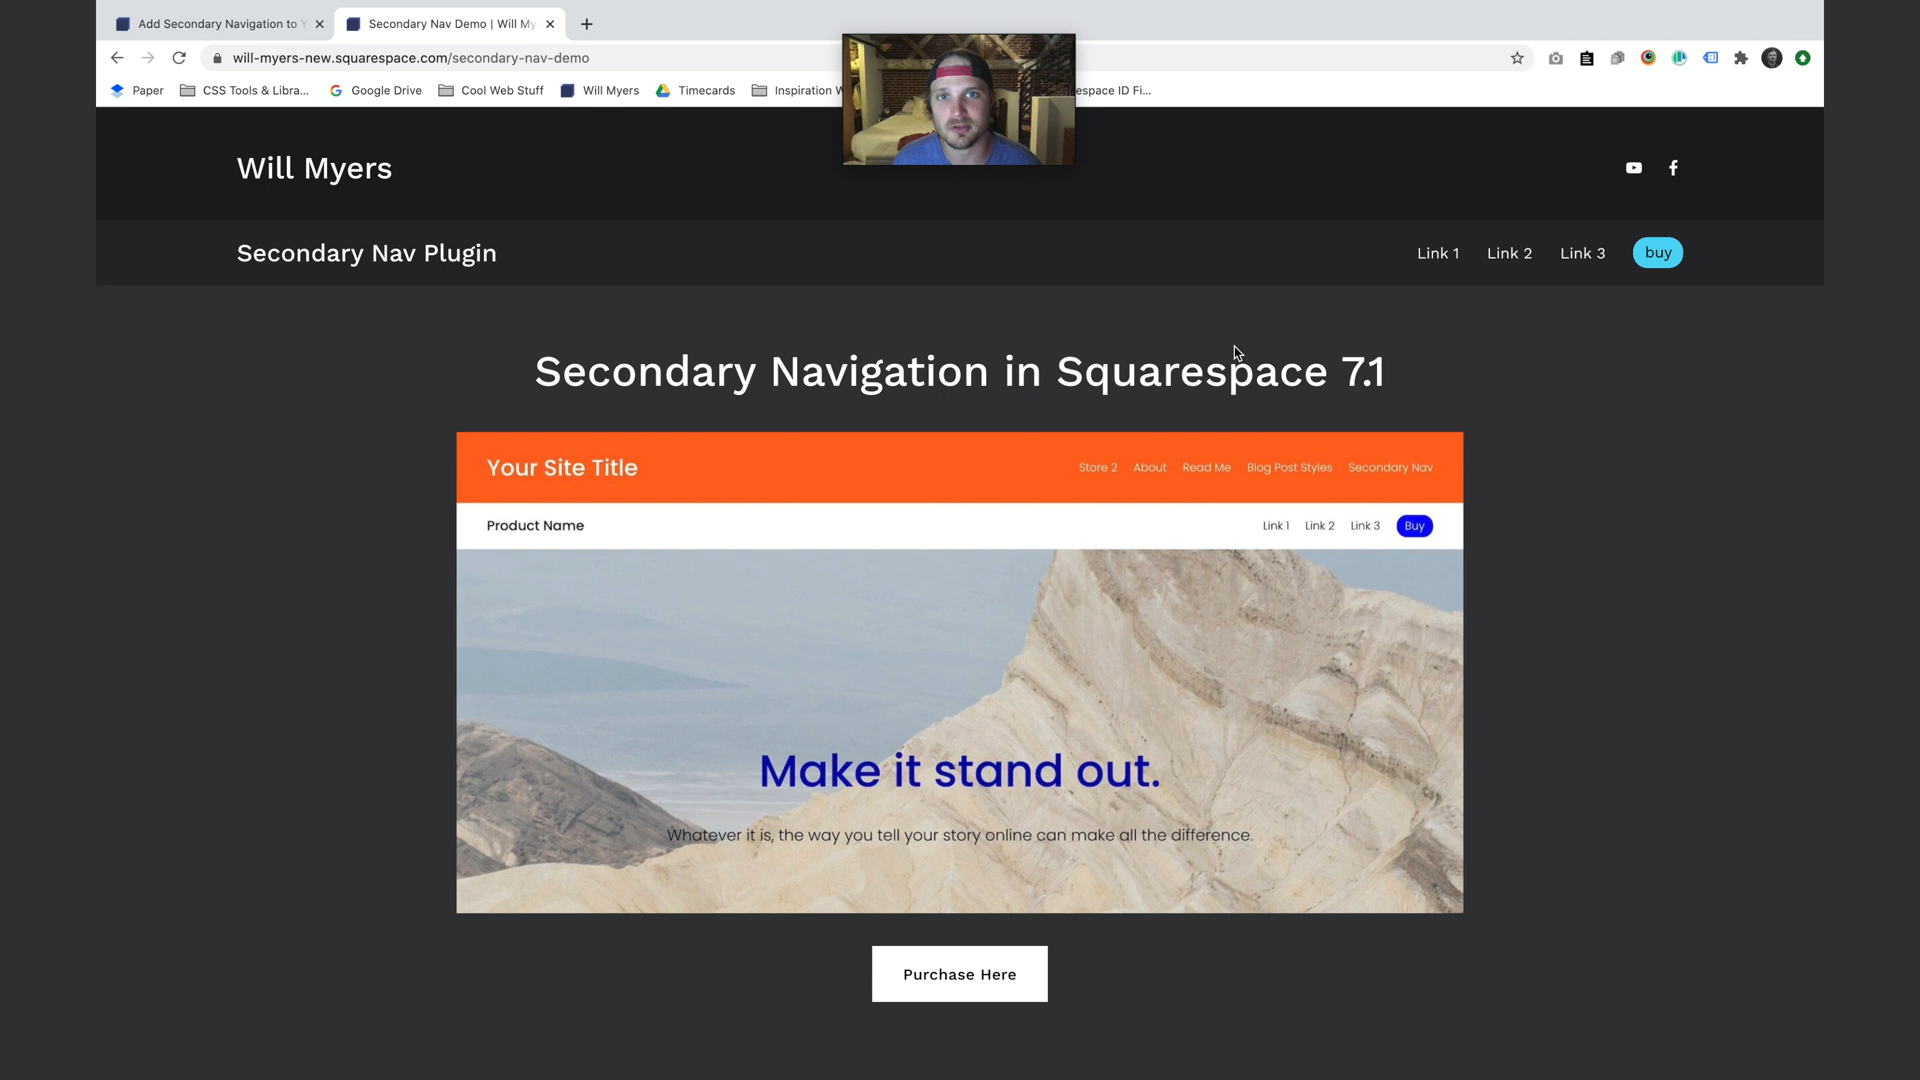 Add Secondary Navigation to
Secondary Nav Demo | Will My
will-myers-new.squarespace.com/secondary-nav-demo
Paper CSS Tools & Libra... Google Drive Cool Web Stuff Will Myers Timecards Inspiration espace ID Fi...
Will Myers
Secondary Nav Plugin Link 1 Link 2 Link 3 buy
Secondary Navigation in Squarespace 7.1
Your Site Title Store 2 About Read Me Blog Post Styles Secondary Nav
Product Name Link 1 Link 2 Link 3 Buy
Make it stand out.
Whatever it is, the way you tell your story online can make all the difference.
Purchase Here